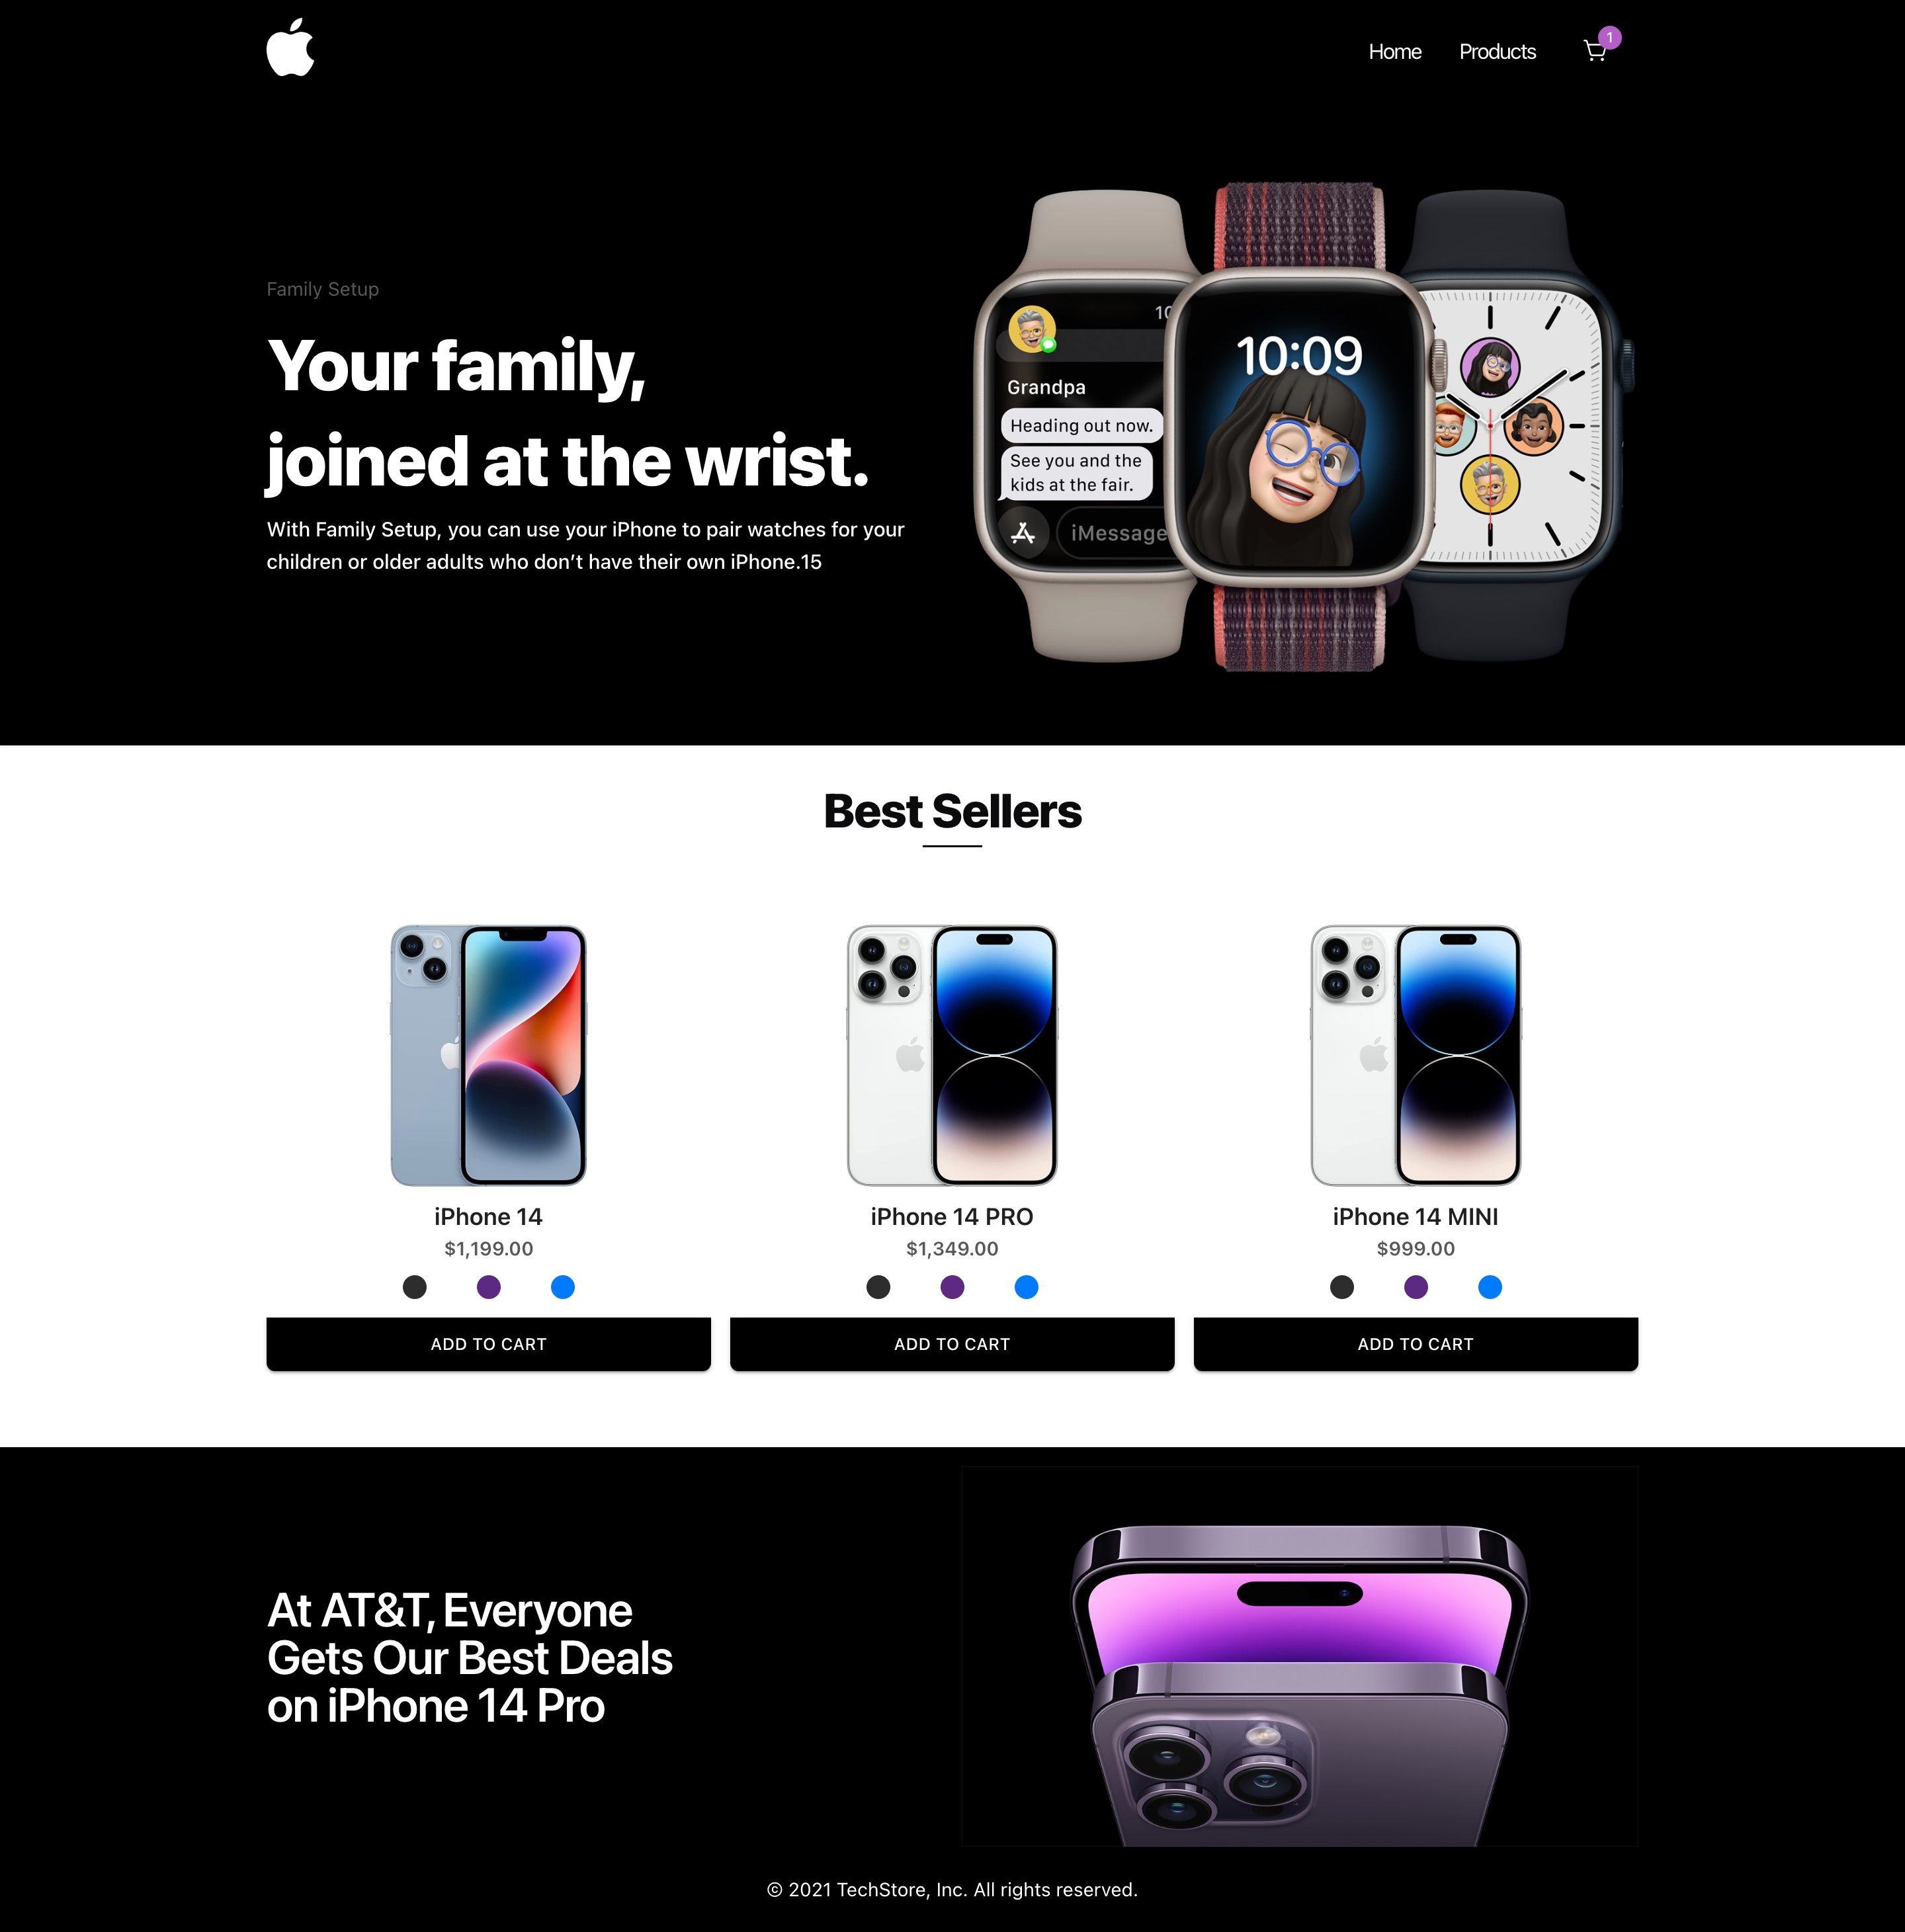 Home
Products
1
Family Setup
Your family,
joined at the wrist.
With Family Setup, you can use your iPhone to pair watches for your
children or older adults who don’t have their own iPhone.15
10
Grandpa
Heading out now.
See you and the
kids at the fair.
iMessage
10:09
Best Sellers
iPhone 14
$1,199.00
ADD TO CART
iPhone 14 PRO
$1,349.00
ADD TO CART
iPhone 14 MINI
$999.00
ADD TO CART
At AT&T, Everyone
Gets Our Best Deals
on iPhone 14 Pro
© 2021 TechStore, Inc. All rights reserved.